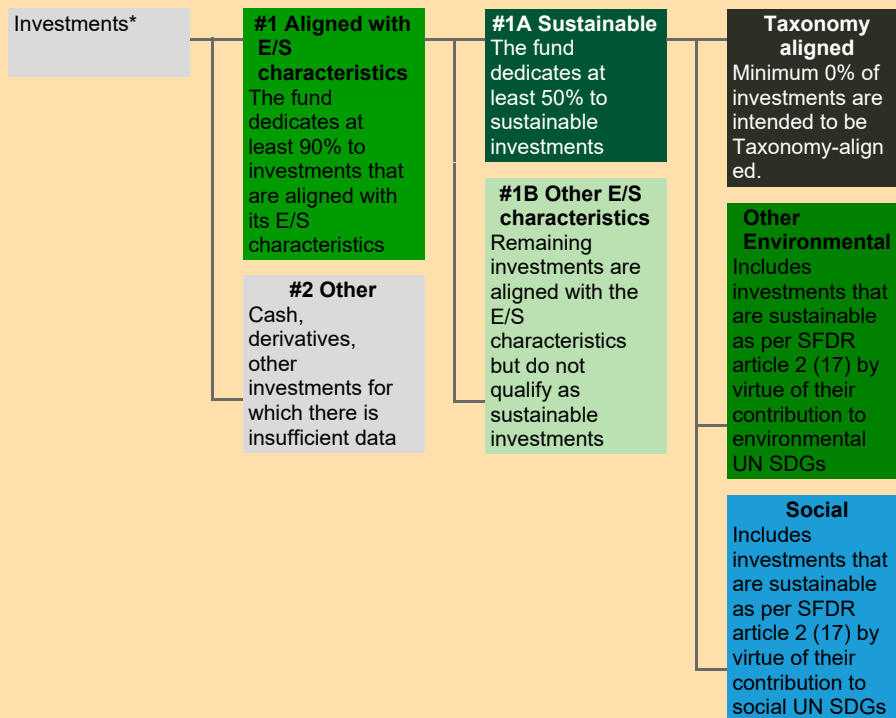 Investments*
#1 Aligned with
E/S
characteristics
The fund
dedicates at
least 90% to
investments that
are aligned with
its E/S
characteristics
#2 Other
Cash,
derivatives,
other
investments for
which there is
insufficient data
#1A Sustainable
The fund
dedicates at
least 50% to
sustainable
investments
#1B Other E/S
characteristics
Remaining
investments are
aligned with the
E/S
characteristics
but do not
qualify as
sustainable
investments
Taxonomy
aligned
Minimum 0% of
investments are
intended to be
Taxonomy-align
ed.
Other
Environmental
Includes
investments that
are sustainable
as per SFDR
article 2 (17) by
virtue of their
contribution to
environmental
UN SDGs
Social
Includes
investments that
are sustainable
as per SFDR
article 2 (17) by
virtue of their
contribution to
social UN SDGs